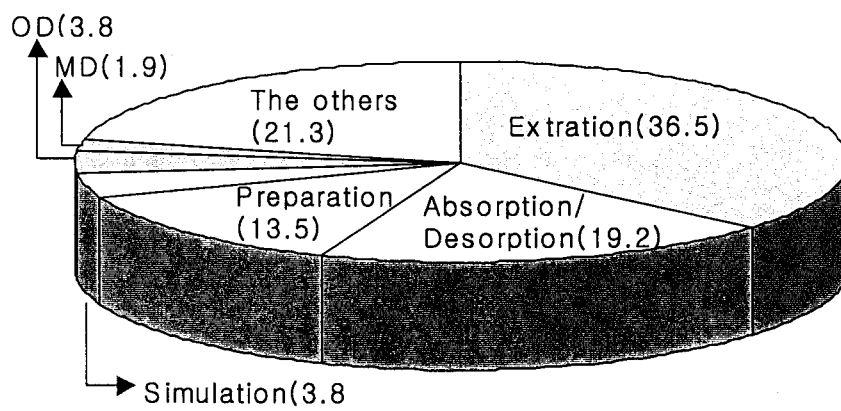 OD(3.8
MD(1.9)
The others
(21.3)
Extration(36.5)
Preparation
(13.5)
Absorption/
Desorption(19.2)
Simulation(3.8